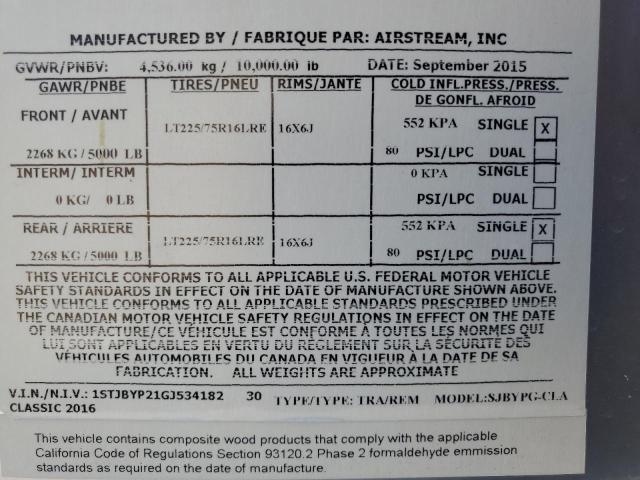 MANUFACTURED BY / FABRIQUE PAR: AIRSTREAM, INC
GVWR/PNBV: 4,536.00 kg / 10,000.00 lb DATE: September 2015
GAWR/PNBE TIRES/PNEU RIMS/JANTE COLD INFL.PRESS./PRESS.
DE GONFL. AFROID
FRONT / AVANT
LT225/75R16LRE 16X6J 552 KPA SINGLE X
2268 KG / 5000 LB 80 PSI/LPC DUAL
INTERM/ INTERM 0 KPA SINGLE
0 KG/ 0 LB PSI/LPC DUAL
REAR / ARRIERE 552 KPA SINGLE X
LT225/75R16LRE 16X6J
2268 KG / 5000 LB 80 PSI/LPC DUAL
THIS VEHICLE CONFORMS TO ALL APPLICABLE U.S. FEDERAL MOTOR VEHICLE
SAFETY STANDARDS IN EFFECT ON THE DATE OF MANUFACTURE SHOWN ABOVE.
THIS VEHICLE CONFORMS TO ALL APPLICABLE STANDARDS PRESCRIBED UNDER
THE CANADIAN MOTOR VEHICLE SAFETY REGULATIONS IN EFFECT ON THE DATE
OF MANUFACTURE/CE VÉHICULE EST CONFORME À TOUTES LES NORMES QUI
LUI SONT APPLICABLES EN VERTU DU RÈGLEMENT SUR LA SÉCURITÉ DES
VÉHICULES AUTOMOBILES DU CANADA EN VIGUEUR À LA DATE DE SA
FABRICATION. ALL WEIGHTS ARE APPROXIMATE
V.I.N./N.I.V.: 1STJBYP21GJ534182 30 TYPE/TYPE: TRA/REM MODEL:SJBYPG-CLA
CLASSIC 2016
This vehicle contains composite wood products that comply with the applicable
California Code of Regulations Section 93120.2 Phase 2 formaldehyde emmission
standards as required on the date of manufacture.